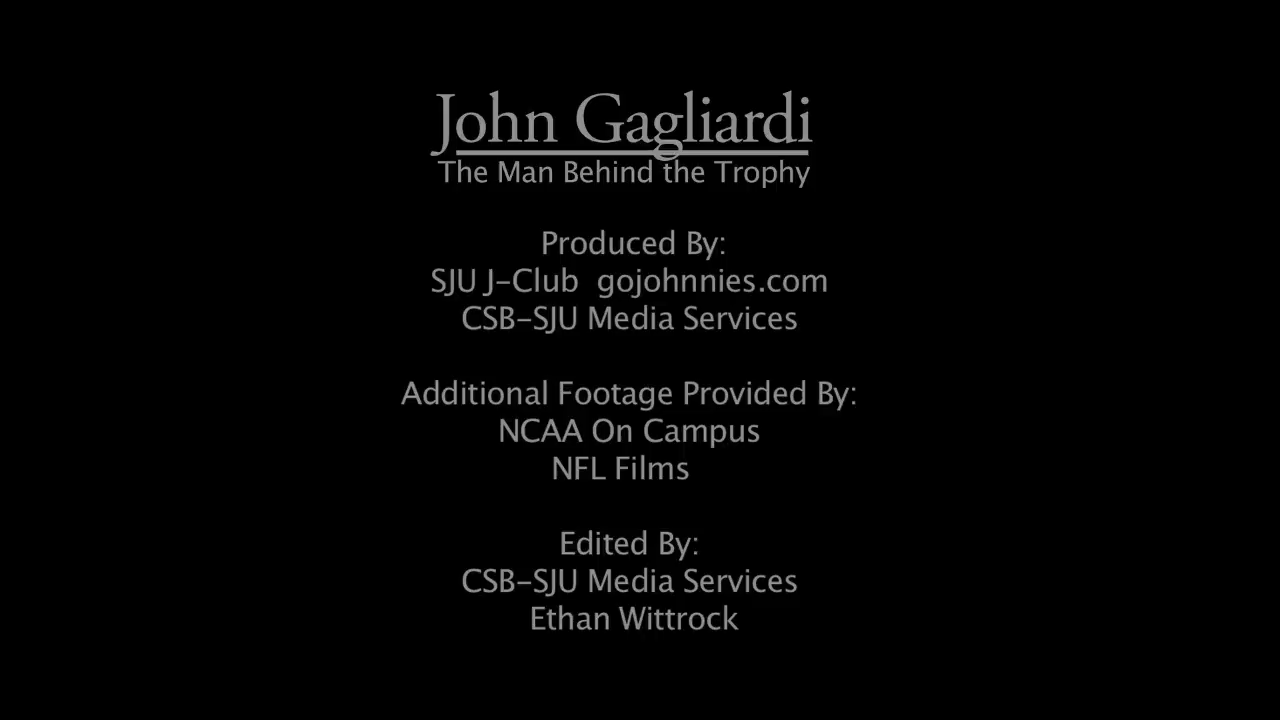 John Gagliardi
The Man Behind the Trophy
Produced By:
SJU J-Club  gojohnnies.com
CSB-SJU Media Services
Additional Footage Provided By:
NCAA On Campus
NFL Films
Edited By:
CSB-SJU Media Services
Ethan Wittrock